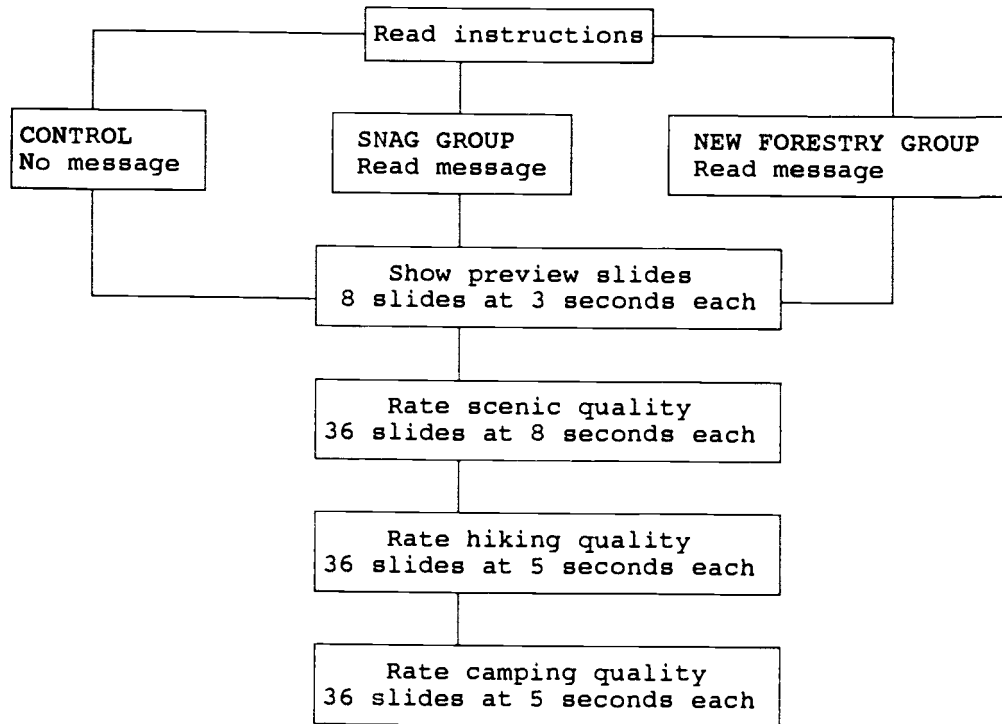 Read instructions
CONTROL
No message
SNAG GROUP
Read message
NEW FORESTRY GROUP
Read message
Show preview slides
8 slides at 3 seconds each
Rate scenic quality
36 slides at 8 seconds each
Rate hiking quality
36 slides at 5 seconds each
Rate camping quality
36 slides at 5 seconds each